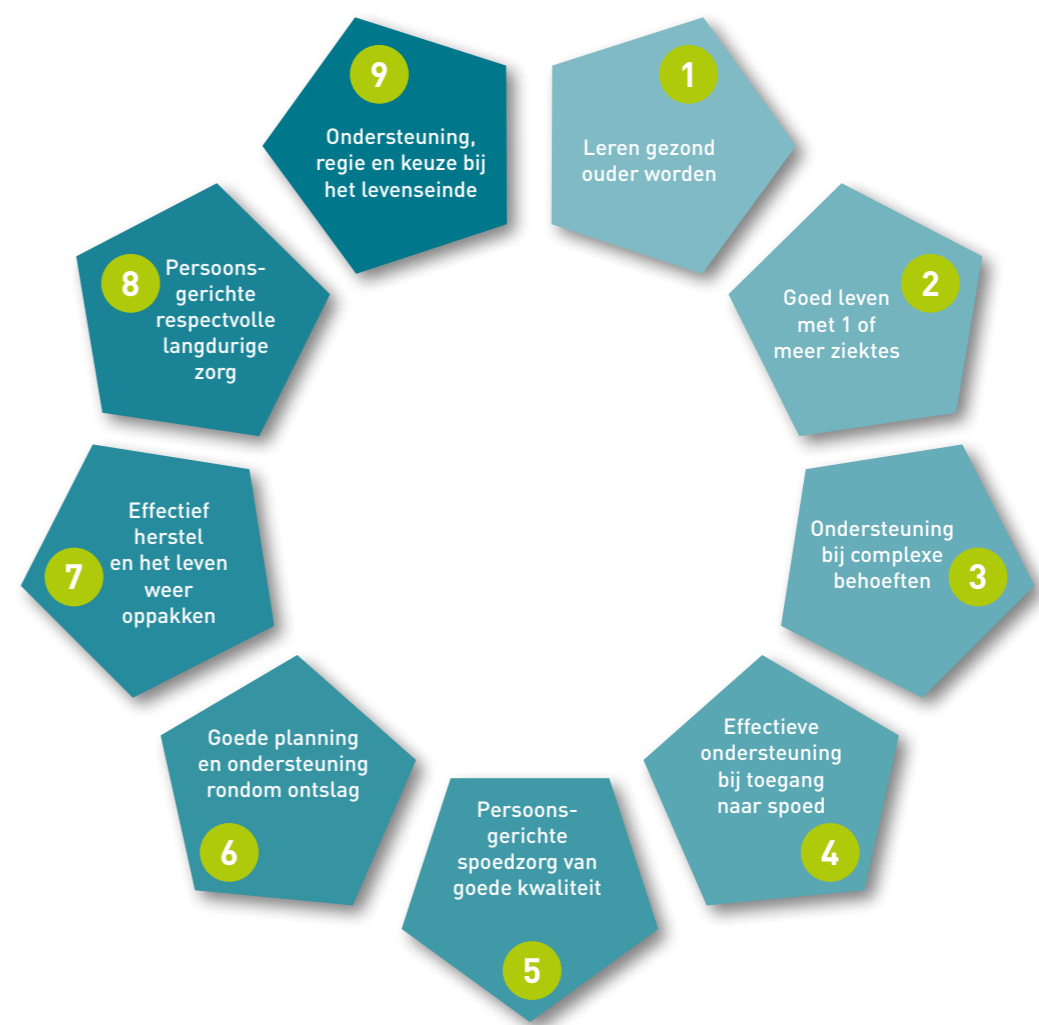 1
Leren gezond
ouder worden
2
Goed leven
met 1 of
meer ziektes
3
Ondersteuning
bij complexe
behoeften
4
Effectieve
ondersteuning
bij toegang
naar spoed
5
Persoons-
gerichte
spoedzorg van
goede kwaliteit
6
Goede planning
en ondersteuning
rondom ontslag
7
Effectief
herstel
en het leven
weer
oppakken
8
Persoons-
gerichte
respectvolle
langdurige
zorg
9
Ondersteuning,
regie en keuze bij
het levenseinde